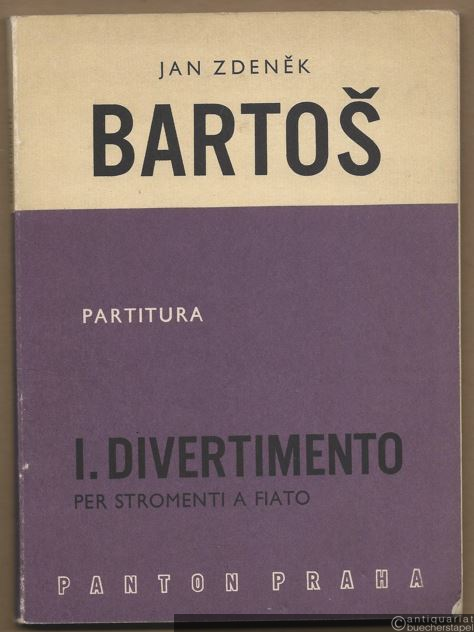 JAN ZDENĚK
BARTOŠ
PARTITURA
I. DIVERTIMENTO
PER STROMENTI A FIATO
PANTON PRAHA
antiquariat
buecherstapel